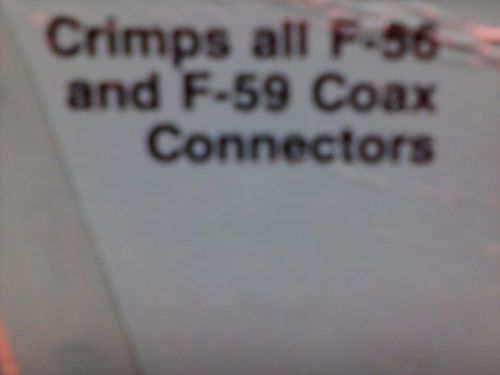 Crimps all F-56
and F-59 Coax
Connectors